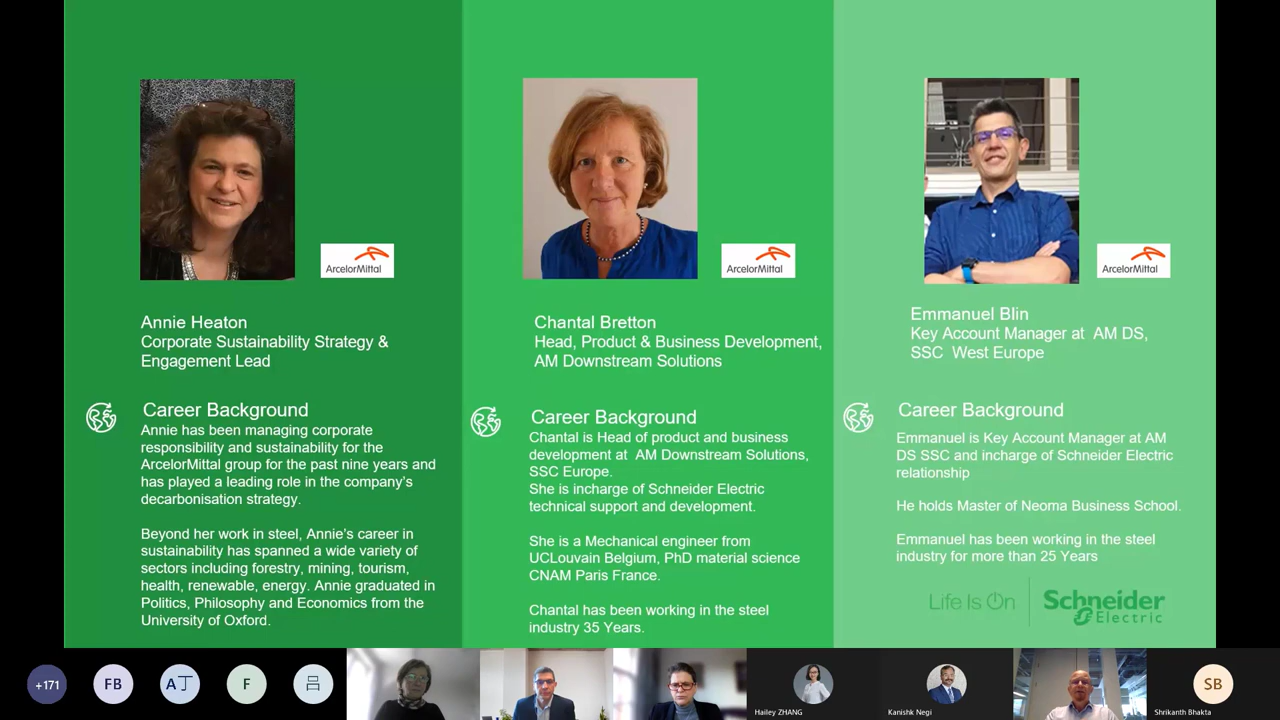 ArcelorMittal
Annie Heaton
Corporate Sustainability Strategy &
Engagement Lead
Career Background
Annie has been managing corporate
responsibility and sustainability for the
ArcelorMittal group for the past nine years and
has played a leading role in the company's
decarbonisation strategy.
Beyond her work in steel, Annie's career in
sustainability has spanned a wide variety of
sectors including forestry, mining, tourism,
health, renewable, energy. Annie graduated in
Politics, Philosophy and Economics from the
University of Oxford.
ArcelorMittal
Chantal Bretton
Head, Product & Business Development,
AM Downstream Solutions
Career Background
Chantal is Head of product and business
development at AM Downstream Solutions,
SSC Europe.
She is incharge of Schneider Electric
technical support and development.
She is a Mechanical engineer from
UCLouvain Belgium, PhD material science
CNAM Paris France.
Chantal has been working in the steel
industry 35 Years.
ArcelorMittal
Emmanuel Blin
Key Account Manager at AM DS,
SSC West Europe
Career Background
Emmanuel is Key Account Manager at AM
DS SSC and incharge of Schneider Electric
relationship
He holds Master of Neoma Business School.
Emmanuel has been working in the steel
industry for more than 25 Years
Life Is On
Schneider
Electric
+171
FB
A丁
F
吕
Hailey ZHANG
Kanishk Negi
SB
Shrikanth Bhakta